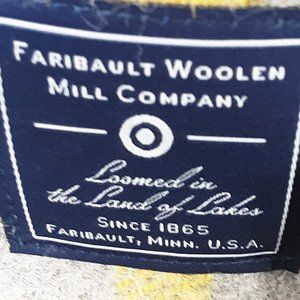 FARIBAULT WOOLEN
MILL COMPANY
Loomed in
the Land of Lakes
SINCE 1865
FARIBAULT, MINN. U.S.A.